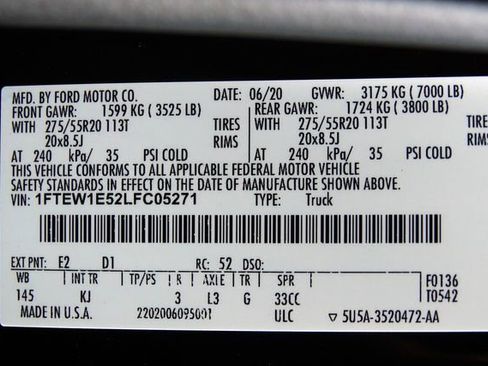 MFD. BY FORD MOTOR CO. DATE: 06/20 GVWR: 3175 KG (7000 LB)
FRONT GAWR: 1599 KG (3525 LB) REAR GAWR: 1724 KG (3800 LB)
WITH 275/55R20 113T TIRES WITH 275/55R20 113T TIRES
20x8.5J RIMS 20x8.5J RIMS
AT 240 kPa/ 35 PSI COLD AT 240 kPa/ 35 PSI COLD
THIS VEHICLE CONFORMS TO ALL APPLICABLE FEDERAL MOTOR VEHICLE
SAFETY STANDARDS IN EFFECT ON THE DATE OF MANUFACTURE SHOWN ABOVE.
VIN: 1FTEW1E52LFC05271 TYPE: Truck
EXT PNT: E2 D1 RC: 52 DSO:
WB INT TR TP/PS R AXLE TR SPR F0136
145 KJ 3 L3 G 33CC T0542
MADE IN U.S.A. 2202006095001 ULC ▽ 5U5A-3520472-AA